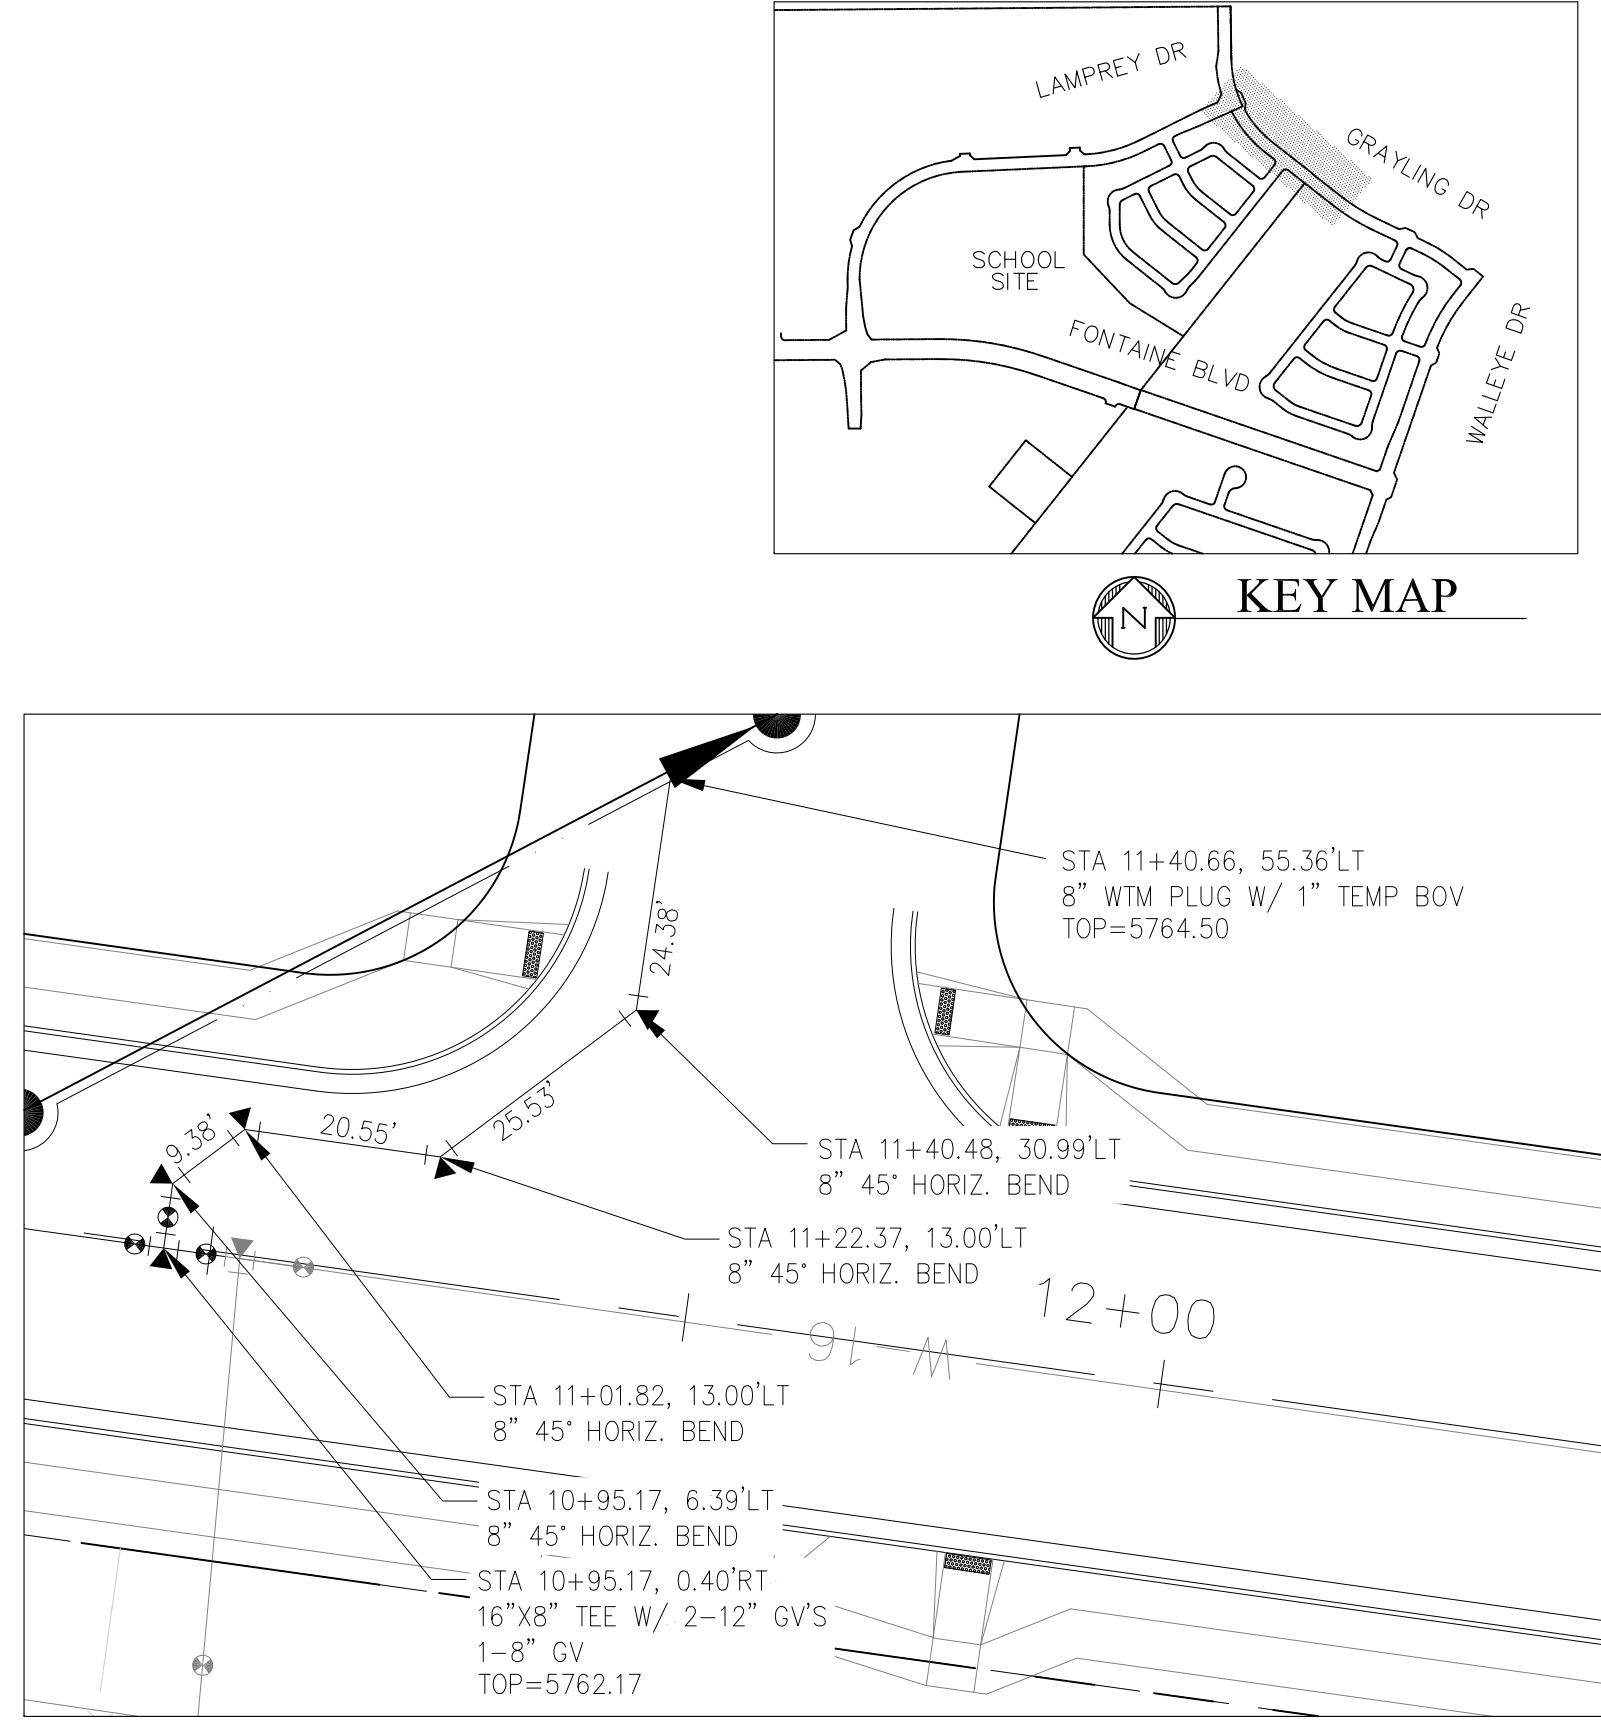 LAMPREY DR
GRAYLING DR
SCHOOL
SITE
FONTAINE BLVD
WALLEYE DR
N
KEY MAP
STA 11+40.66, 55.36'LT
8" WTM PLUG W/ 1" TEMP BOV
TOP=5764.50
24.38'
25.53'
20.55'
9.38'
STA 11+40.48, 30.99'LT
8" 45° HORIZ. BEND
STA 11+22.37, 13.00'LT
8" 45° HORIZ. BEND
12+00
W-16
STA 11+01.82, 13.00'LT
8" 45° HORIZ. BEND
STA 10+95.17, 6.39'LT
8" 45° HORIZ. BEND
STA 10+95.17, 0.40'RT
16"X8" TEE W/ 2-12" GV'S
1-8" GV
TOP=5762.17